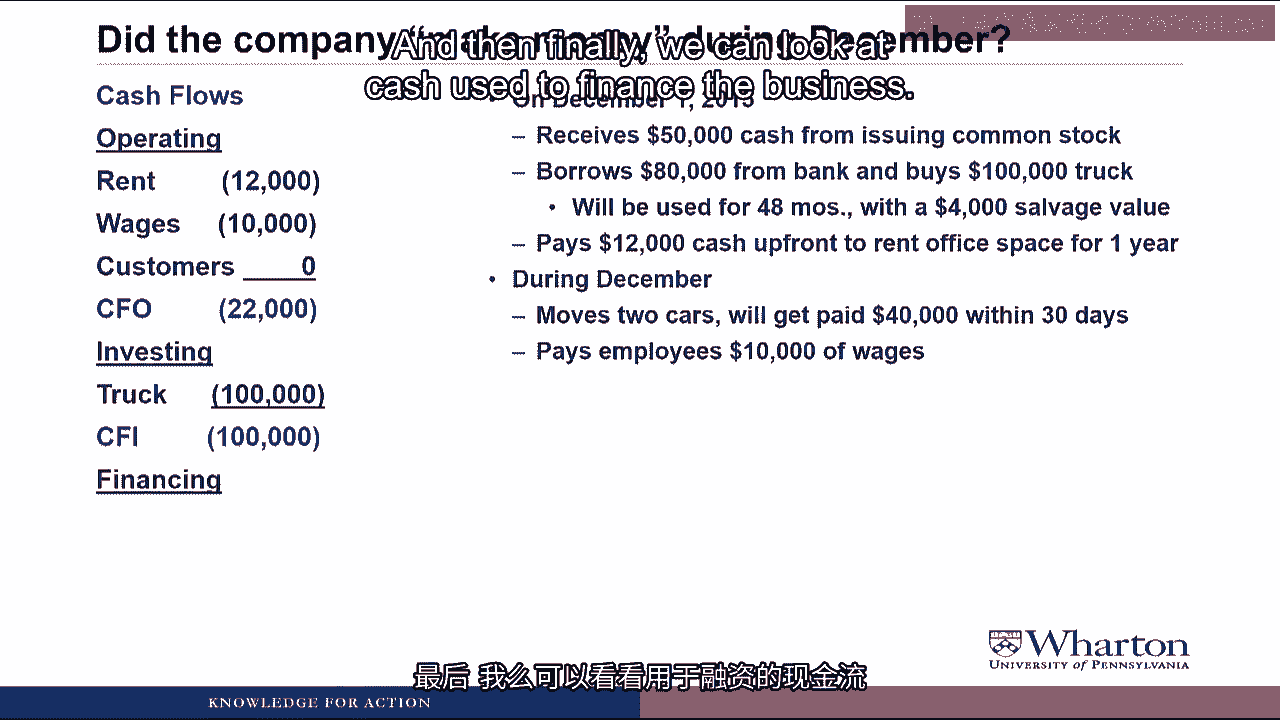 Did the company "make money" during December?
And then finally, we can look at
cash used to finance the business.
Cash Flows
Operating
Rent (12,000)
Wages (10,000)
Customers 0
CFO (22,000)
Investing
Truck (100,000)
CFI (100,000)
Financing
• On December 1,
– Receives $50,000 cash from issuing common stock
– Borrows $80,000 from bank and buys $100,000 truck
• Will be used for 48 mos., with a $4,000 salvage value
– Pays $12,000 cash upfront to rent office space for 1 year
• During December
– Moves two cars, will get paid $40,000 within 30 days
– Pays employees $10,000 of wages
Wharton
UNIVERSITY of PENNSYLVANIA
最后 我么可以看看用于融资的现金流
KNOWLEDGE FOR ACTION